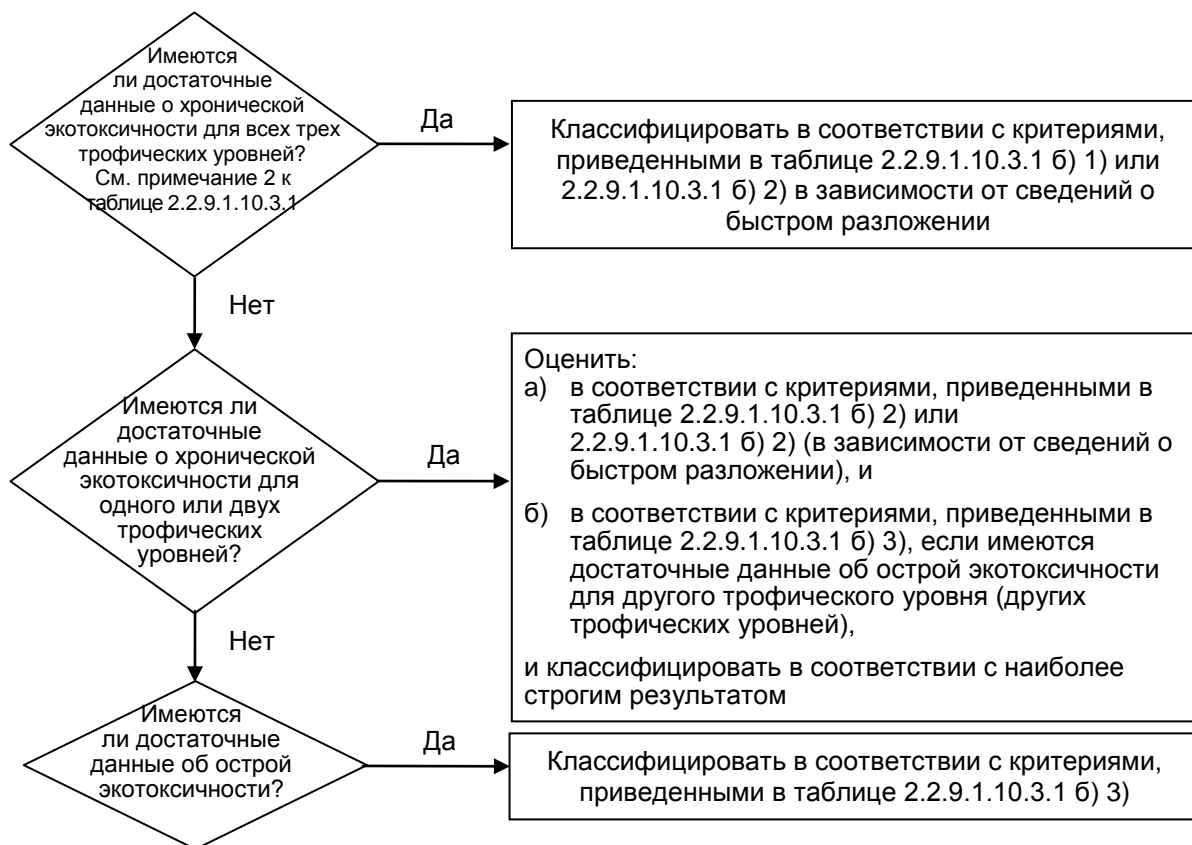 Имеются
ли достаточные
данные о хронической
экотоксичности для всех трех
трофических уровней?
См. примечание 2 к
таблице 2.2.9.1.10.3.1
Да
Классифицировать в соответствии с критериями,
приведенными в таблице 2.2.9.1.10.3.1 б) 1) или
2.2.9.1.10.3.1 б) 2) в зависимости от сведений о
быстром разложении
Нет
Имеются ли
достаточные
данные о хронической
экотоксичности для
одного или двух
трофических
уровней?
Да
Оценить:
а) в соответствии с критериями, приведенными в
таблице 2.2.9.1.10.3.1 б) 2) или
2.2.9.1.10.3.1 б) 2) (в зависимости от сведений о
быстром разложении), и
б) в соответствии с критериями, приведенными в
таблице 2.2.9.1.10.3.1 б) 3), если имеются
достаточные данные об острой экотоксичности
для другого трофического уровня (других
трофических уровней),
и классифицировать в соответствии с наиболее
строгим результатом
Нет
Имеются
ли достаточные
данные об острой
экотоксичности?
Да
Классифицировать в соответствии с критериями,
приведенными в таблице 2.2.9.1.10.3.1 б) 3)